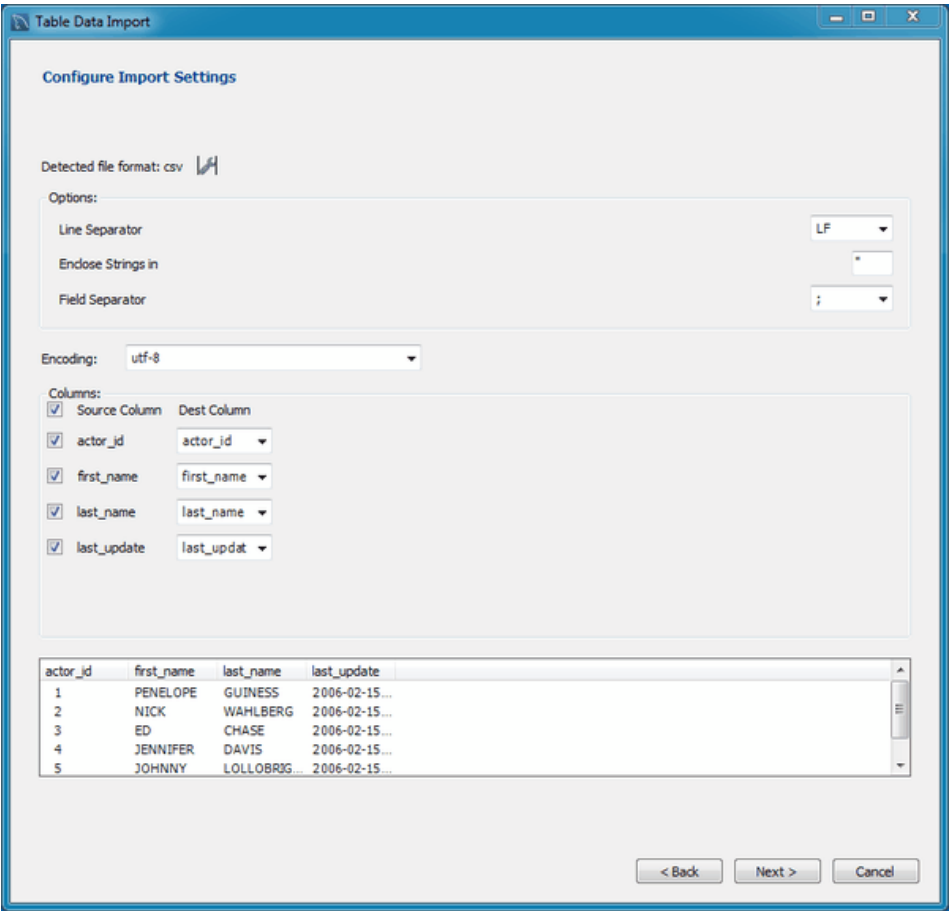 Table Data Import
Configure Import Settings
Detected file format: csv
Options:
Line Separator LF
Enclose Strings in "
Field Separator ;
Encoding: utf-8
Columns:
Source Column Dest Column
actor_id actor_id
first_name first_name
last_name last_name
last_update last_updat
actor_id first_name last_name last_update
1 PENELOPE GUINESS 2006-02-15...
2 NICK WAHLBERG 2006-02-15...
3 ED CHASE 2006-02-15...
4 JENNIFER DAVIS 2006-02-15...
5 JOHNNY LOLLOBRIG... 2006-02-15...
< Back Next > Cancel